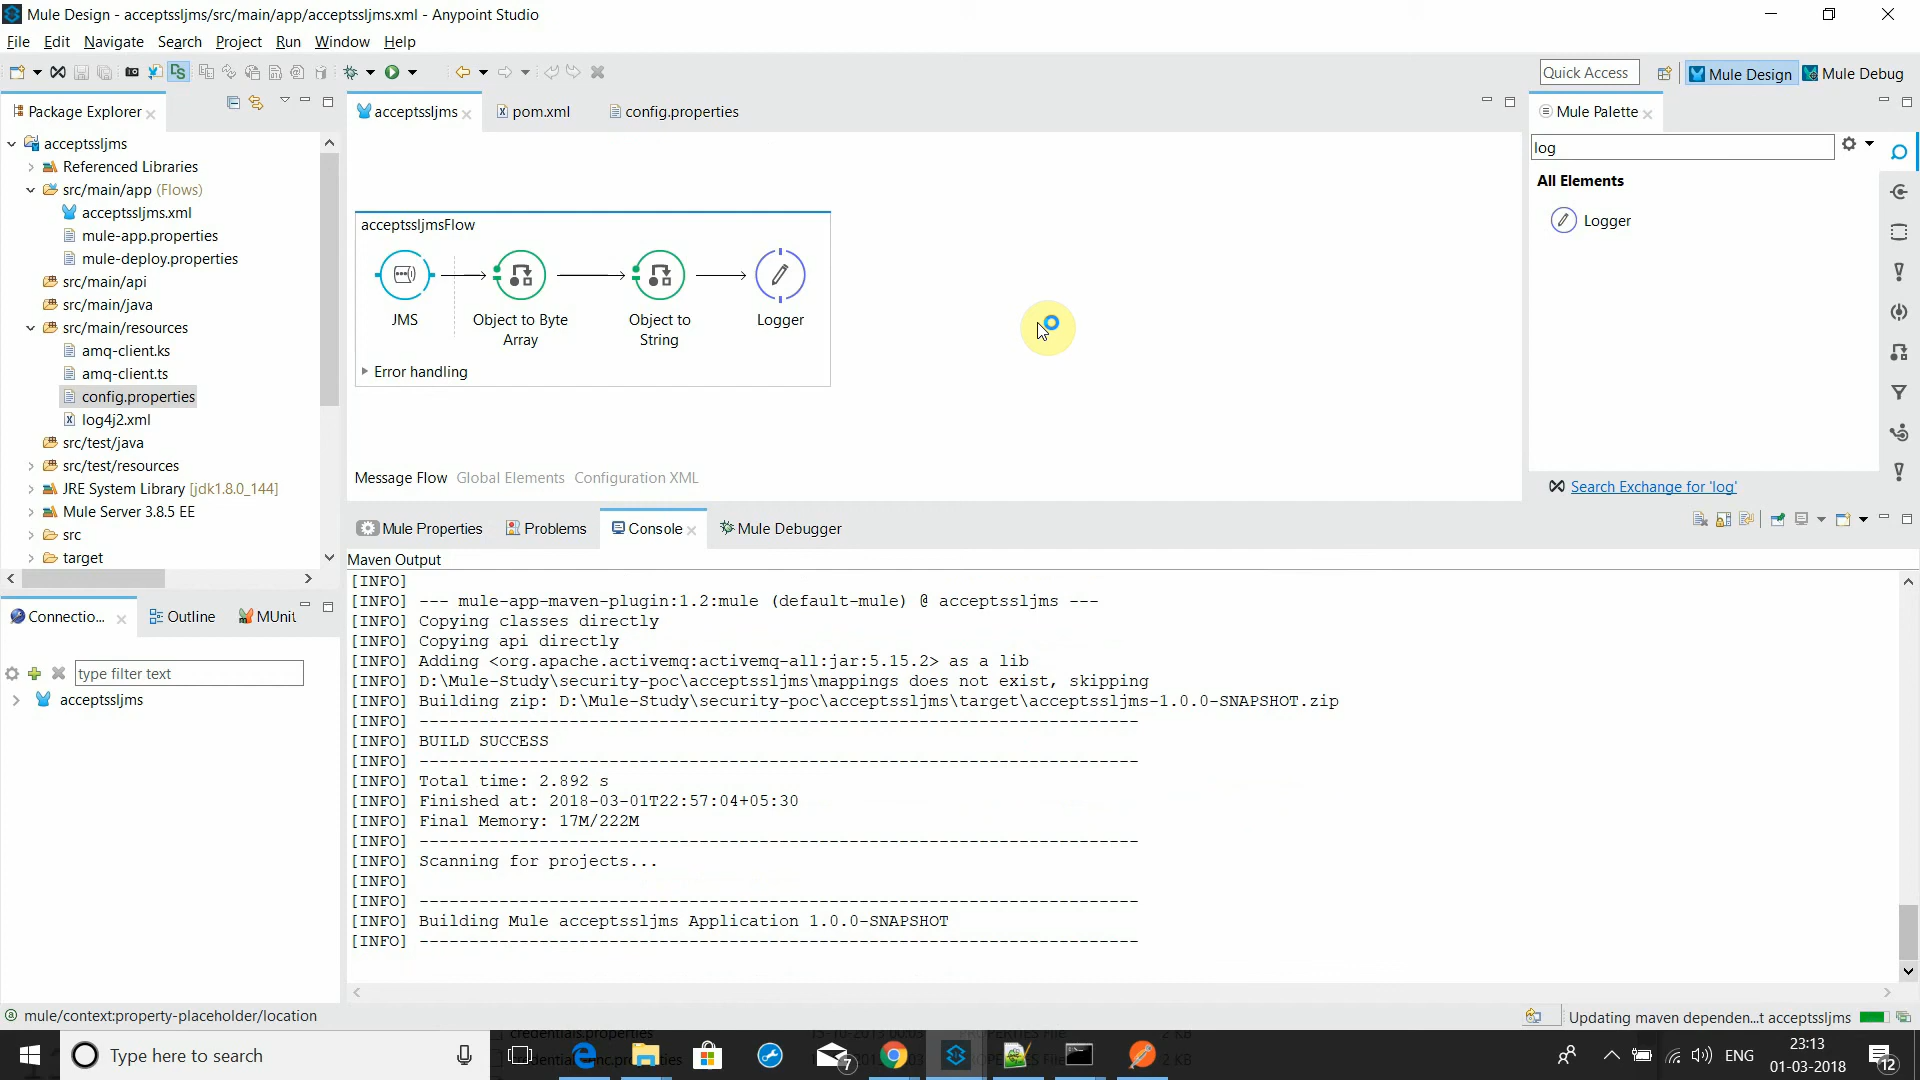 Mule Design - acceptssljms/src/main/app/acceptssljms.xml - Anypoint Studio
File Edit Navigate Search Project Run Window Help
Quick Access
Mule Design
Mule Debug
Package Explorer
acceptssljms
Referenced Libraries
src/main/app (Flows)
acceptssljms.xml
mule-app.properties
mule-deploy.properties
src/main/api
src/main/java
src/main/resources
amq-client.ks
amq-client.ts
config.properties
log4j2.xml
src/test/java
src/test/resources
JRE System Library [jdk1.8.0_144]
Mule Server 3.8.5 EE
src
target
acceptssljms
pom.xml
config.properties
acceptssljmsFlow
JMS
Object to Byte
Array
Object to
String
Logger
Error handling
Message Flow Global Elements Configuration XML
Mule Palette
log
All Elements
Logger
Search Exchange for 'log'
Connectio...
Outline
MUnit
type filter text
acceptssljms
Mule Properties
Problems
Console
Mule Debugger
Maven Output
[INFO]
[INFO] --- mule-app-maven-plugin:1.2:mule (default-mule) @ acceptssljms ---
[INFO] Copying classes directly
[INFO] Copying api directly
[INFO] Adding <org.apache.activemq:activemq-all:jar:5.15.2> as a lib
[INFO] D:\Mule-Study\security-poc\acceptssljms\mappings does not exist, skipping
[INFO] Building zip: D:\Mule-Study\security-poc\acceptssljms\target\acceptssljms-1.0.0-SNAPSHOT.zip
[INFO] ------------------------------------------------------------------------
[INFO] BUILD SUCCESS
[INFO] ------------------------------------------------------------------------
[INFO] Total time: 2.892 s
[INFO] Finished at: 2018-03-01T22:57:04+05:30
[INFO] Final Memory: 17M/222M
[INFO] ------------------------------------------------------------------------
[INFO] Scanning for projects...
[INFO]
[INFO] ------------------------------------------------------------------------
[INFO] Building Mule acceptssljms Application 1.0.0-SNAPSHOT
[INFO] ------------------------------------------------------------------------
mule/context:property-placeholder/location
Updating maven dependen...t acceptssljms
Type here to search
7
ENG
23:13
01-03-2018
12